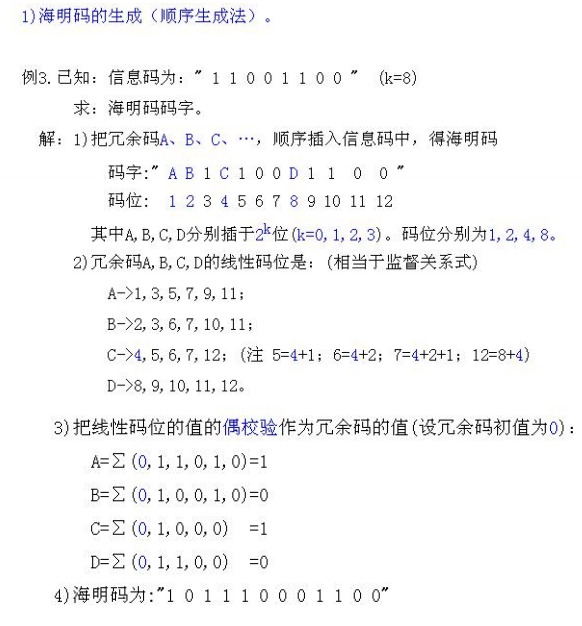 1)海明码的生成（顺序生成法）。
例3.已知：信息码为：" 1 1 0 0 1 1 0 0 " (k=8)
求：海明码码字。
解：1)把冗余码A、B、C、…，顺序插入信息码中，得海明码
码字:" A B 1 C 1 0 0 D 1 1 0 0 "
码位: 1 2 3 4 5 6 7 8 9 10 11 12
其中A,B,C,D分别插于2k位(k=0,1,2,3)。码位分别为1,2,4,8。
2)冗余码A,B,C,D的线性码位是：(相当于监督关系式)
A->1,3,5,7,9,11；
B->2,3,6,7,10,11；
C->4,5,6,7,12；(注 5=4+1；6=4+2；7=4+2+1；12=8+4)
D->8,9,10,11,12。
3)把线性码位的值的偶校验作为冗余码的值(设冗余码初值为0)：
A=∑(0,1,1,0,1,0)=1
B=∑(0,1,0,0,1,0)=0
C=∑(0,1,0,0,0) =1
D=∑(0,1,1,0,0) =0
4)海明码为:"1 0 1 1 1 0 0 0 1 1 0 0"